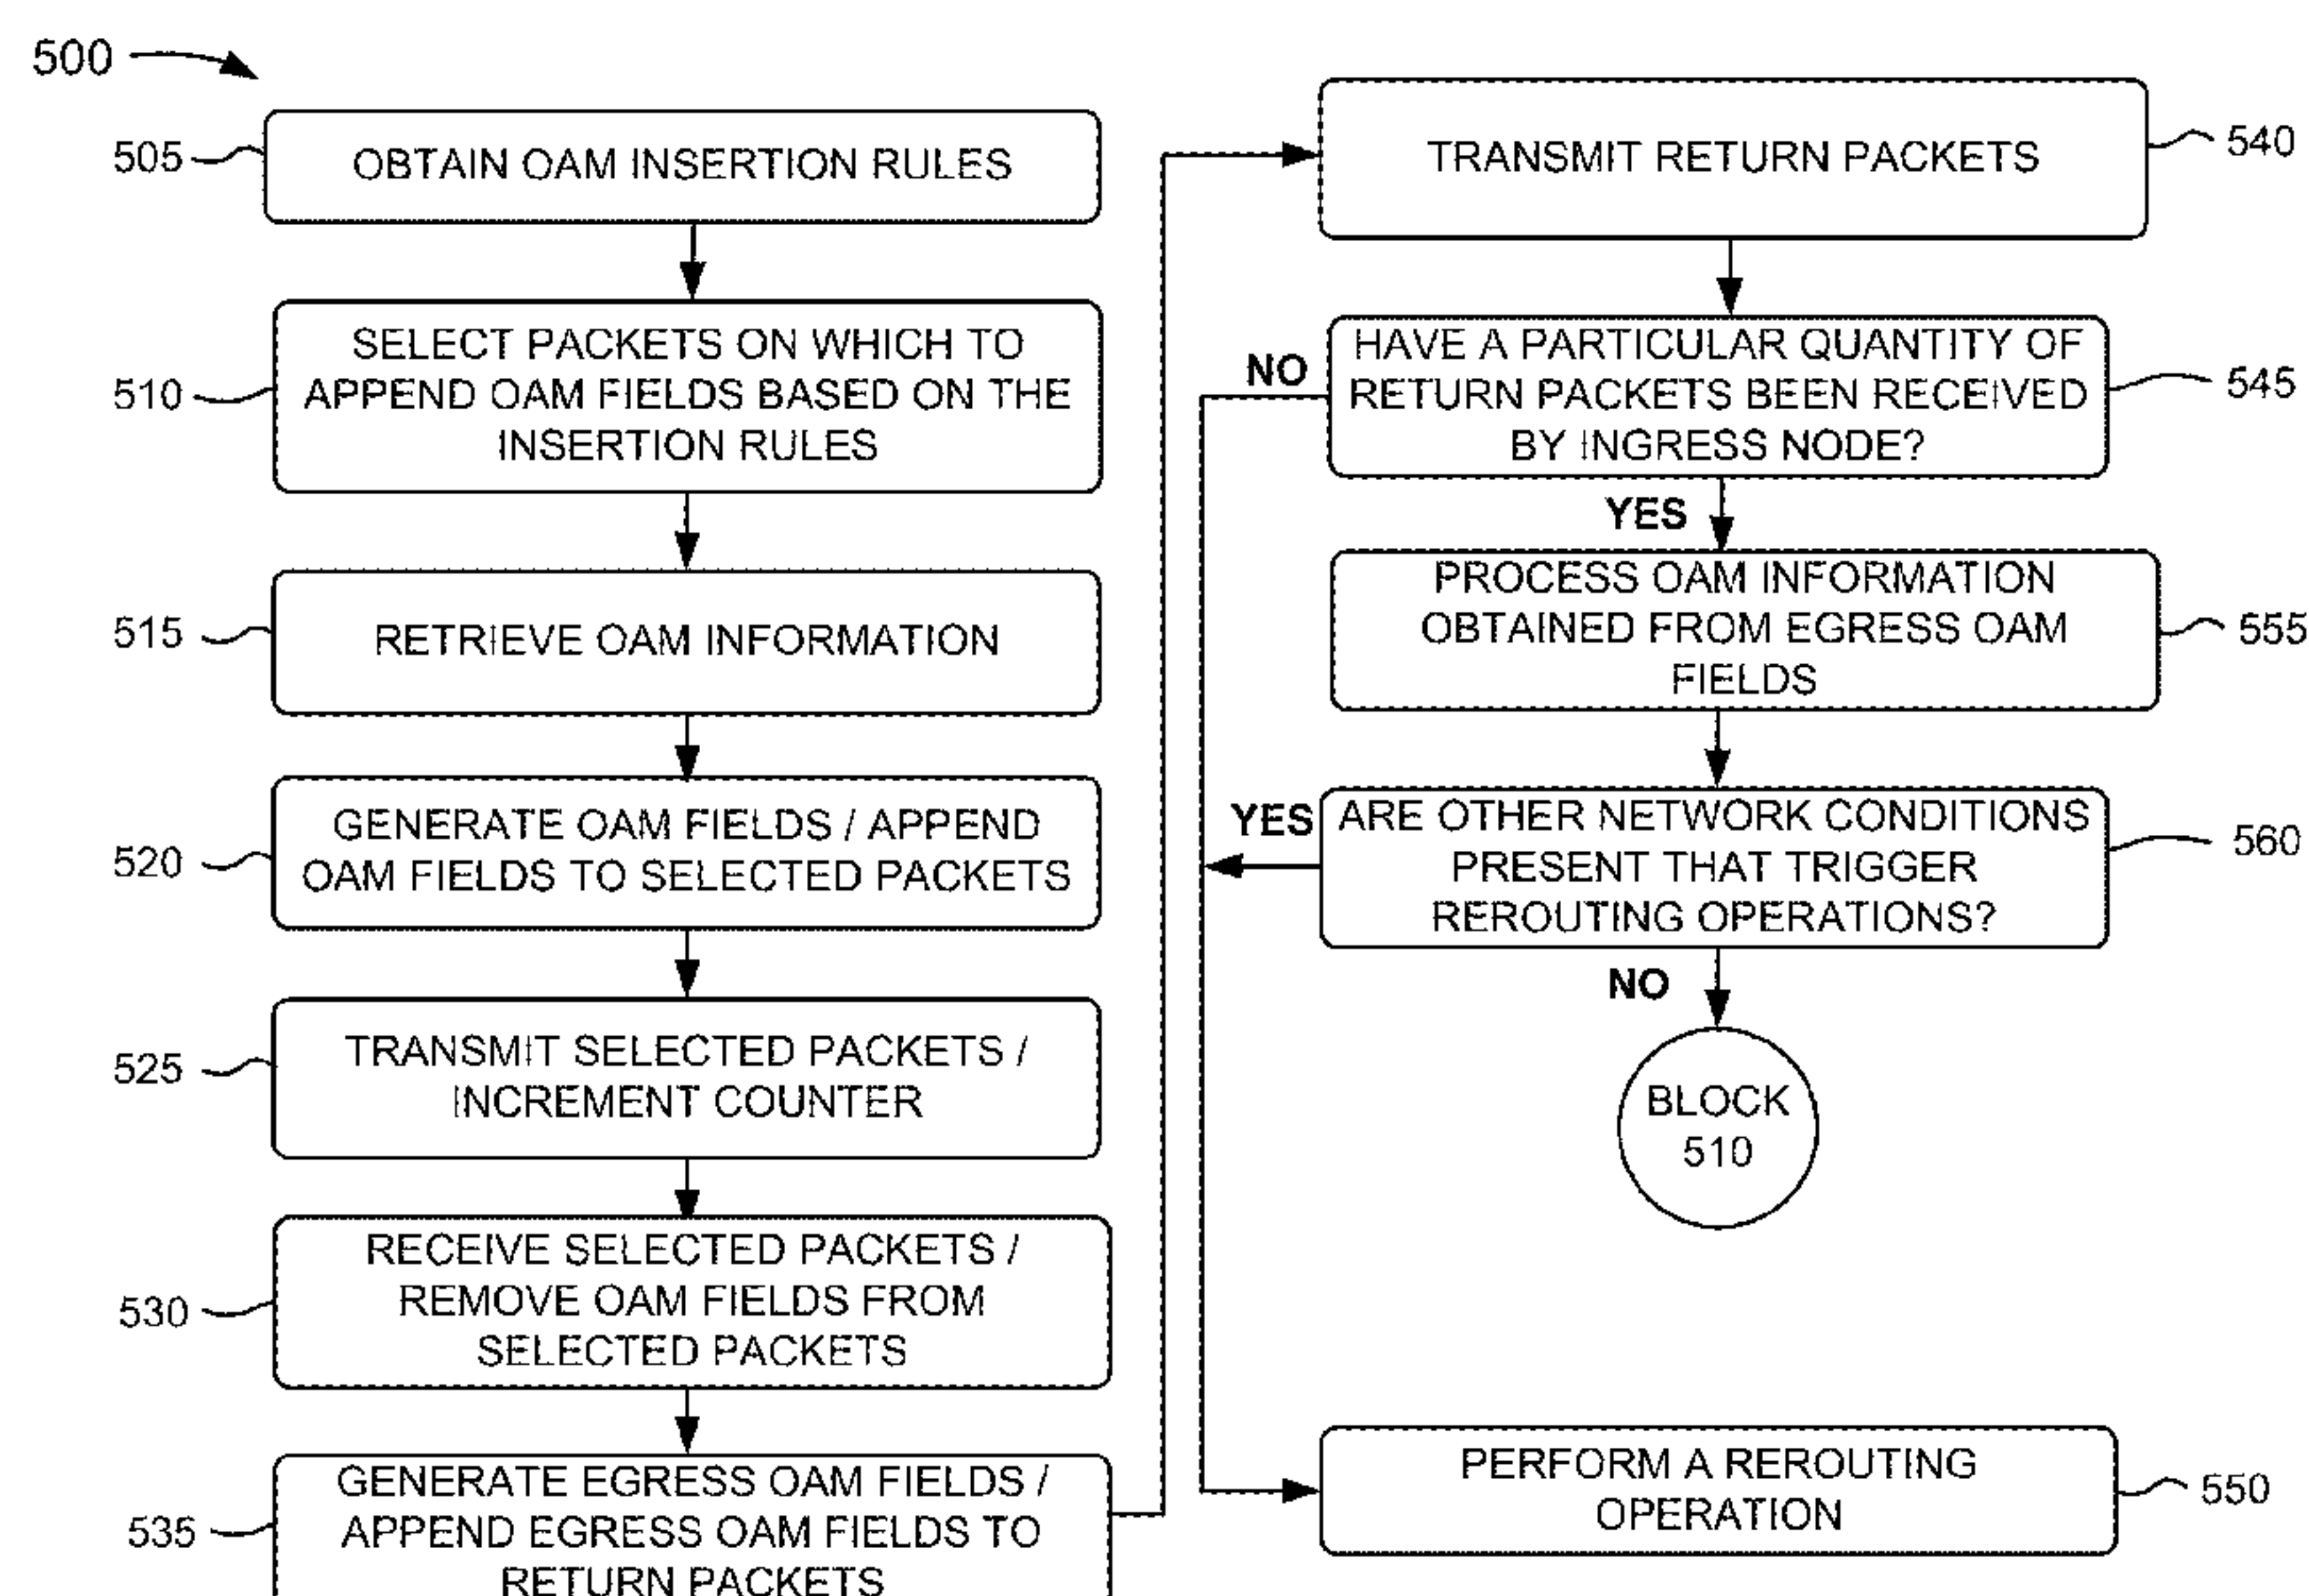 500
505
OBTAIN OAM INSERTION RULES
510
SELECT PACKETS ON WHICH TO
APPEND OAM FIELDS BASED ON THE
INSERTION RULES
515
RETRIEVE OAM INFORMATION
520
GENERATE OAM FIELDS / APPEND
OAM FIELDS TO SELECTED PACKETS
525
TRANSMIT SELECTED PACKETS /
INCREMENT COUNTER
530
RECEIVE SELECTED PACKETS /
REMOVE OAM FIELDS FROM
SELECTED PACKETS
535
GENERATE EGRESS OAM FIELDS /
APPEND EGRESS OAM FIELDS TO
RETURN PACKETS
TRANSMIT RETURN PACKETS
540
HAVE A PARTICULAR QUANTITY OF
RETURN PACKETS BEEN RECEIVED
BY INGRESS NODE?
545
NO
YES
PROCESS OAM INFORMATION
OBTAINED FROM EGRESS OAM
FIELDS
555
YES
ARE OTHER NETWORK CONDITIONS
PRESENT THAT TRIGGER
REROUTING OPERATIONS?
560
NO
BLOCK
510
PERFORM A REROUTING
OPERATION
550